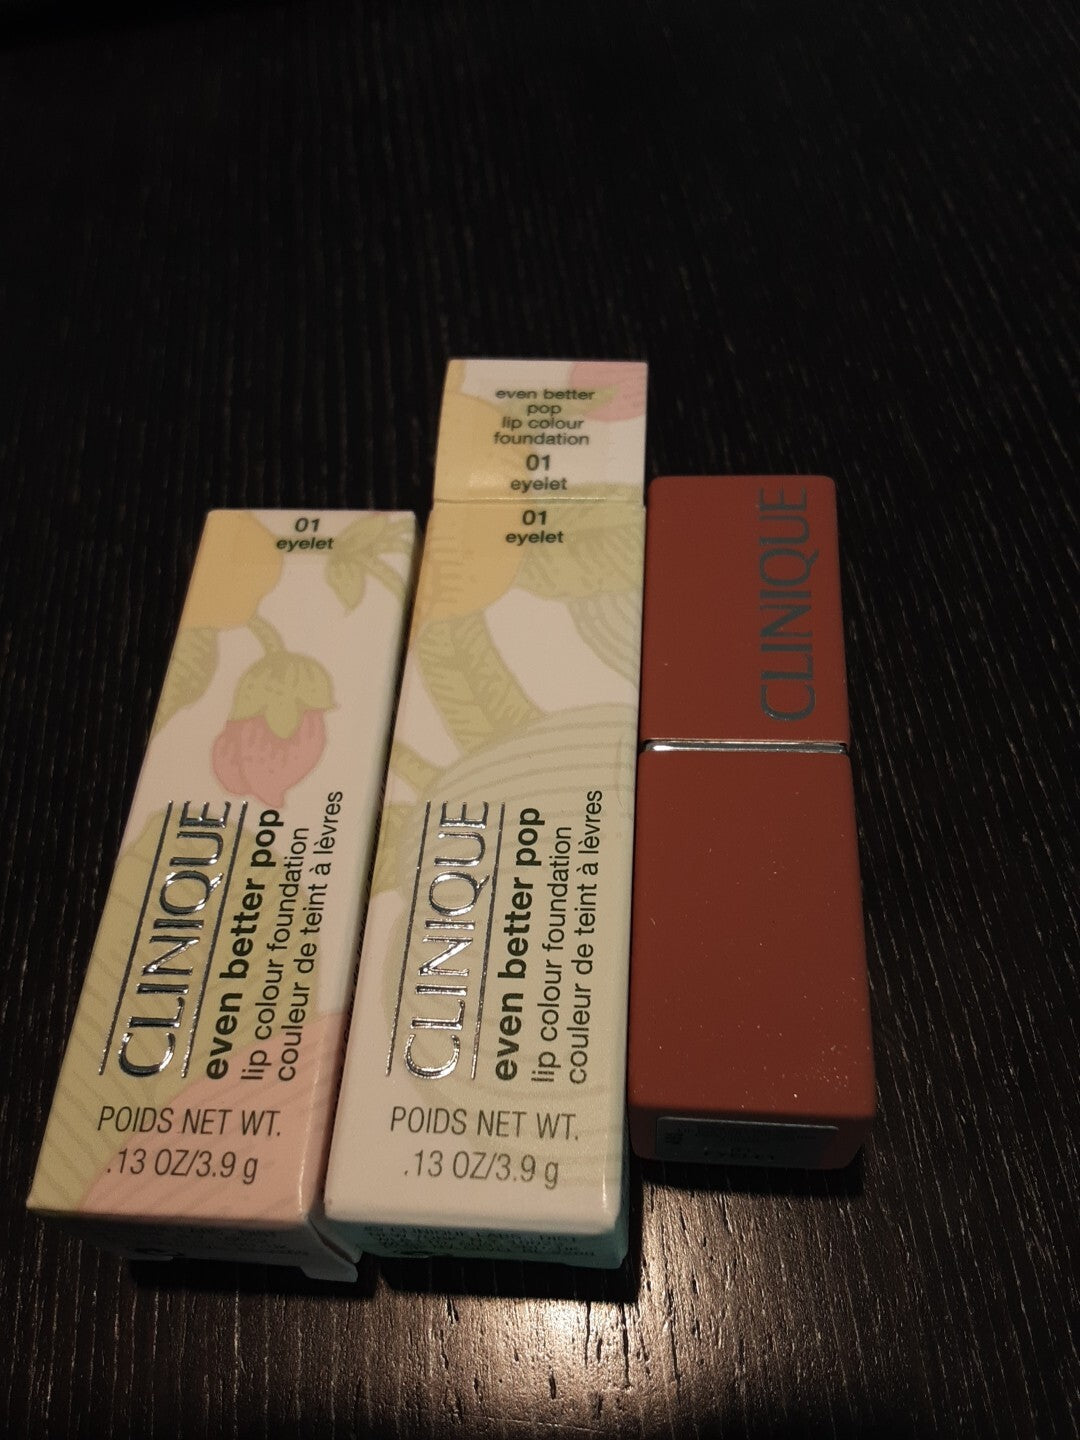 01
eyelet
CLINIQUE
even better pop
lip colour foundation
couleur de teint à lèvres
POIDS NET WT.
.13 OZ/3.9 g
even better
pop
lip colour
foundation
01
eyelet
01
eyelet
CLINIQUE
even better pop
lip colour foundation
couleur de teint à lèvres
POIDS NET WT.
.13 OZ/3.9 g
CLINIQUE